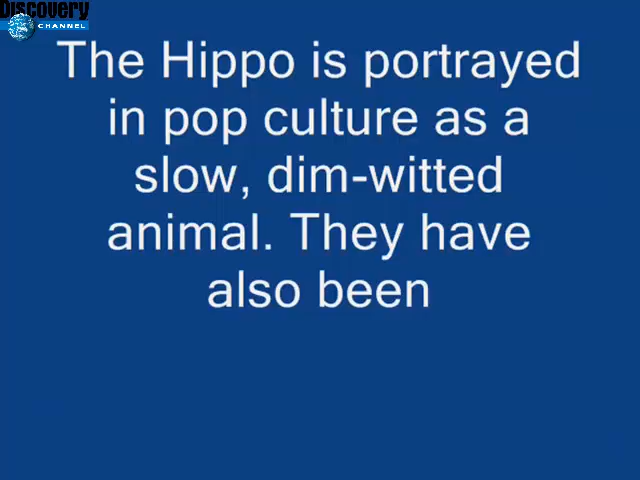 Discovery
CHANNEL
The Hippo is portrayed
in pop culture as a
slow, dim-witted
animal. They have
also been